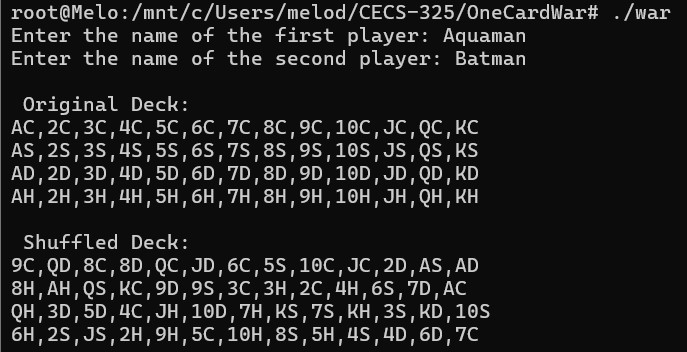 root@Melo:/mnt/c/Users/melod/CECS-325/OneCardWar# ./war
Enter the name of the first player: Aquaman
Enter the name of the second player: Batman
Original Deck:
AC,2C,3C,4C,5C,6C,7C,8C,9C,10C,JC,QC,KC
AS,2S,3S,4S,5S,6S,7S,8S,9S,10S,JS,QS,KS
AD,2D,3D,4D,5D,6D,7D,8D,9D,10D,JD,QD,KD
AH,2H,3H,4H,5H,6H,7H,8H,9H,10H,JH,QH,KH
Shuffled Deck:
9C,QD,8C,8D,QC,JD,6C,5S,10C,JC,2D,AS,AD
8H,AH,QS,KC,9D,9S,3C,3H,2C,4H,6S,7D,AC
QH,3D,5D,4C,JH,10D,7H,KS,7S,KH,3S,KD,10S
6H,2S,JS,2H,9H,5C,10H,8S,5H,4S,4D,6D,7C